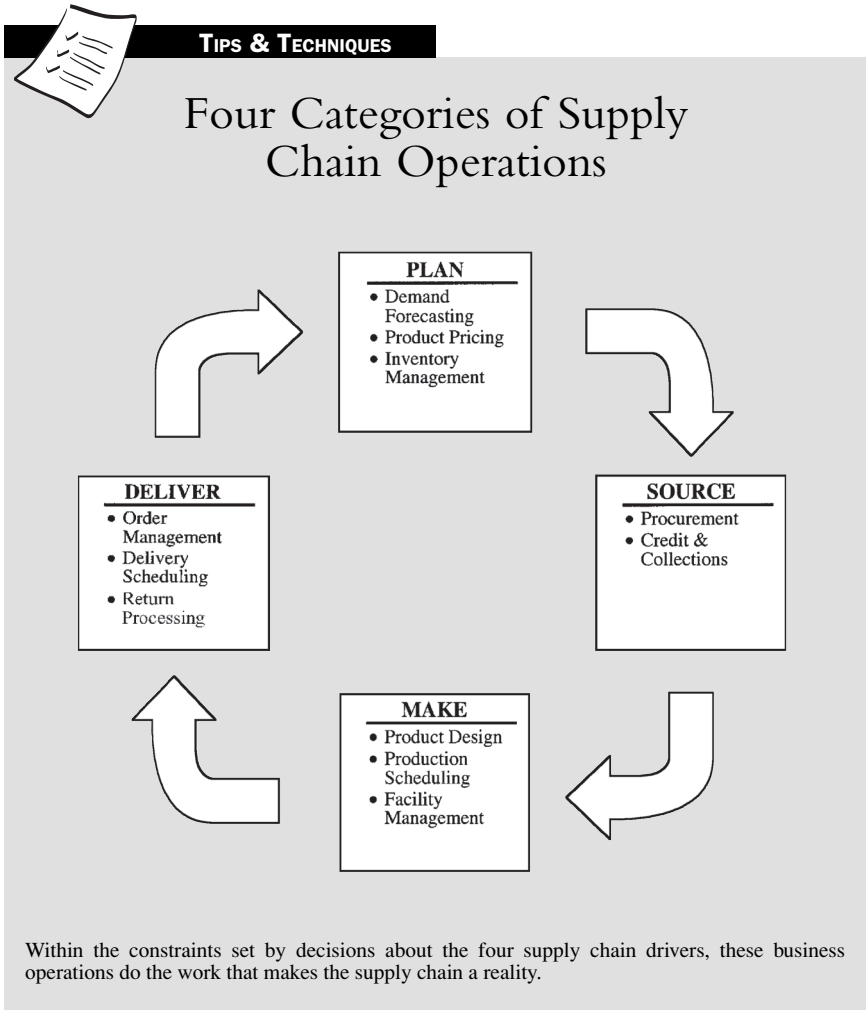 TIPS & TECHNIQUES
Four Categories of Supply
Chain Operations
PLAN
• Demand
Forecasting
• Product Pricing
• Inventory
Management
SOURCE
• Procurement
• Credit &
Collections
MAKE
• Product Design
• Production
Scheduling
• Facility
Management
DELIVER
• Order
Management
• Delivery
Scheduling
• Return
Processing
Within the constraints set by decisions about the four supply chain drivers, these business
operations do the work that makes the supply chain a reality.